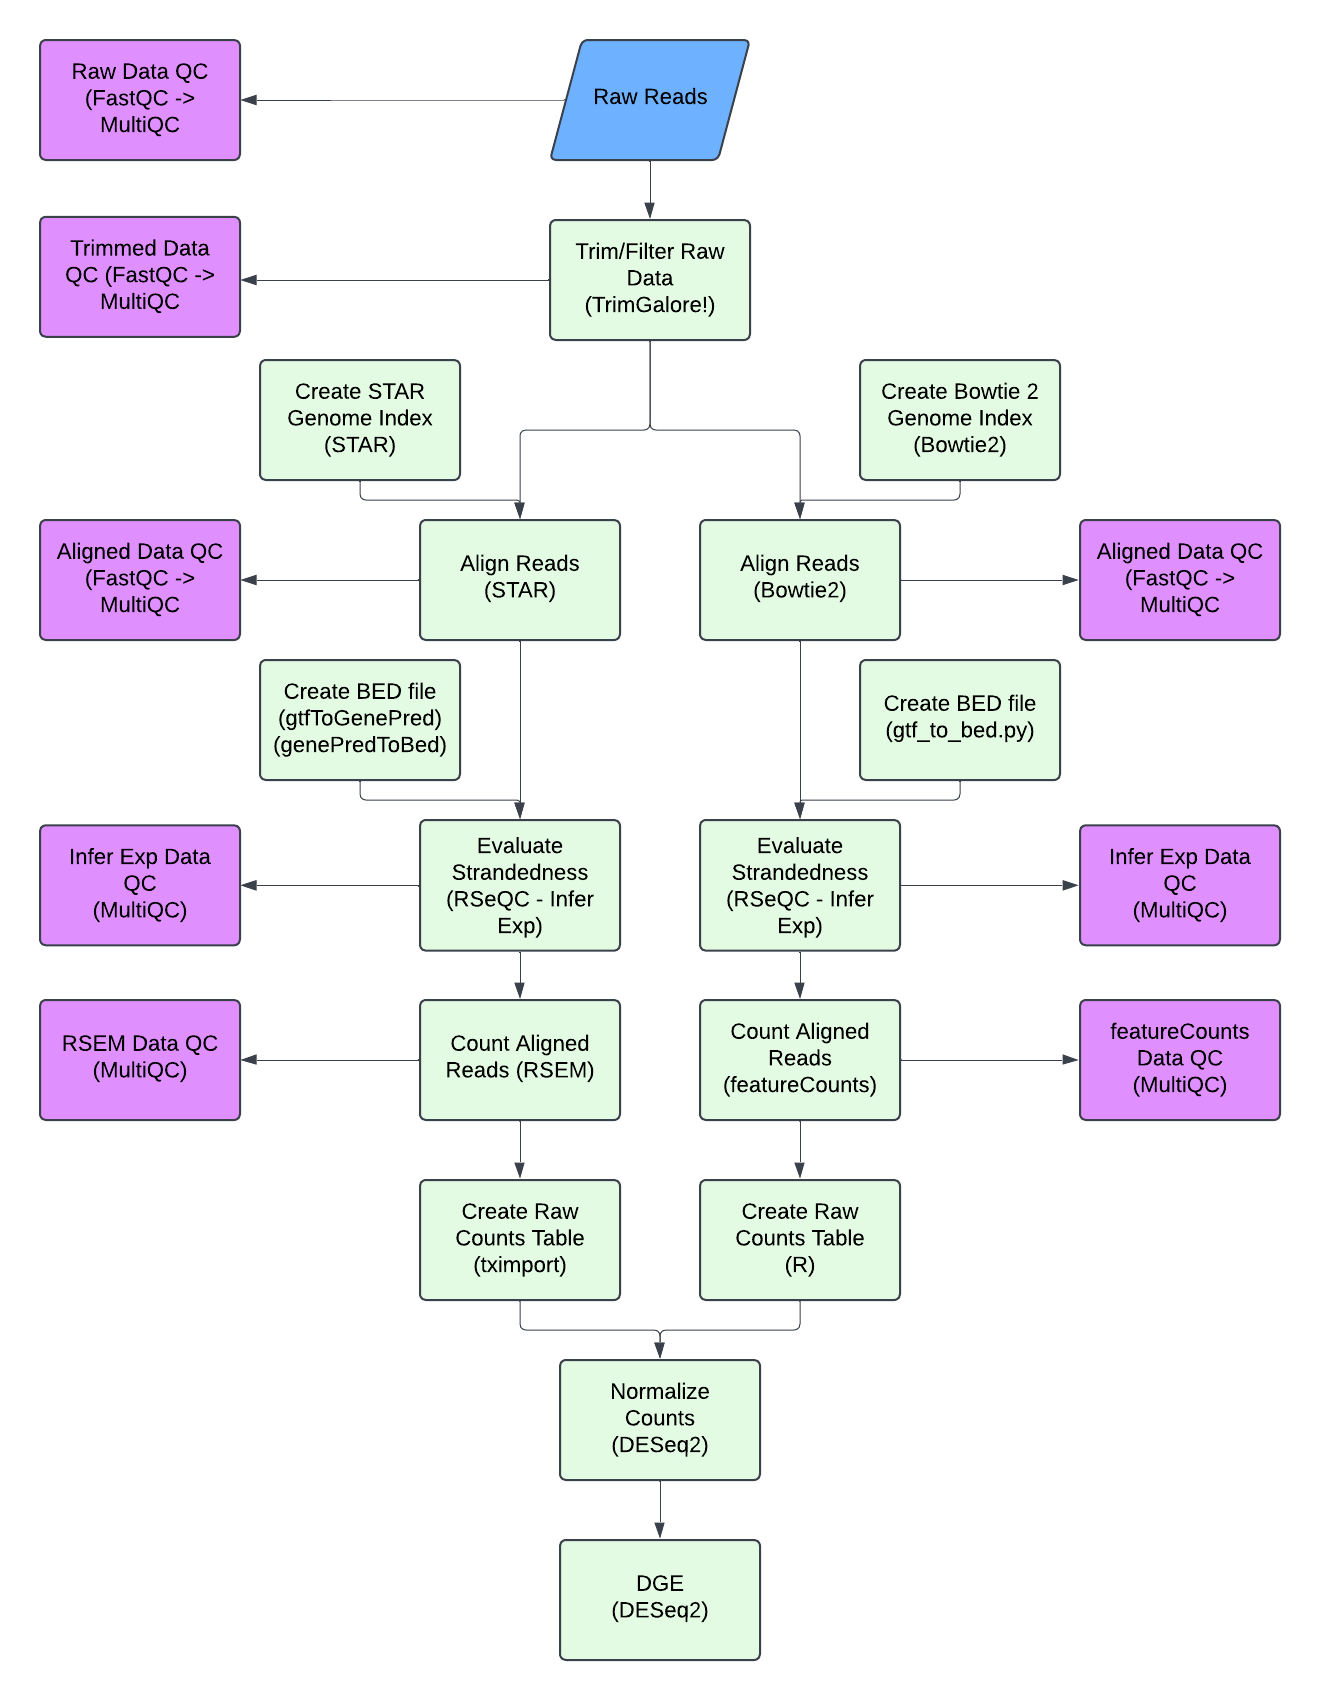 Raw Data QC
(FastQC ->
MultiQC
Raw Reads
Trimmed Data
QC (FastQC ->
MultiQC
Trim/Filter Raw
Data
(TrimGalore!)
Create STAR
Genome Index
(STAR)
Create Bowtie 2
Genome Index
(Bowtie2)
Aligned Data QC
(FastQC ->
MultiQC
Align Reads
(STAR)
Align Reads
(Bowtie2)
Aligned Data QC
(FastQC ->
MultiQC
Create BED file
(gtfToGenePred)
(genePredToBed)
Create BED file
(gtf_to_bed.py)
Infer Exp Data
QC
(MultiQC)
Evaluate
Strandedness
(RSeQC - Infer
Exp)
Evaluate
Strandedness
(RSeQC - Infer
Exp)
Infer Exp Data
QC
(MultiQC)
RSEM Data QC
(MultiQC)
Count Aligned
Reads (RSEM)
Count Aligned
Reads
(featureCounts)
featureCounts
Data QC
(MultiQC)
Create Raw
Counts Table
(tximport)
Create Raw
Counts Table
(R)
Normalize
Counts
(DESeq2)
DGE
(DESeq2)